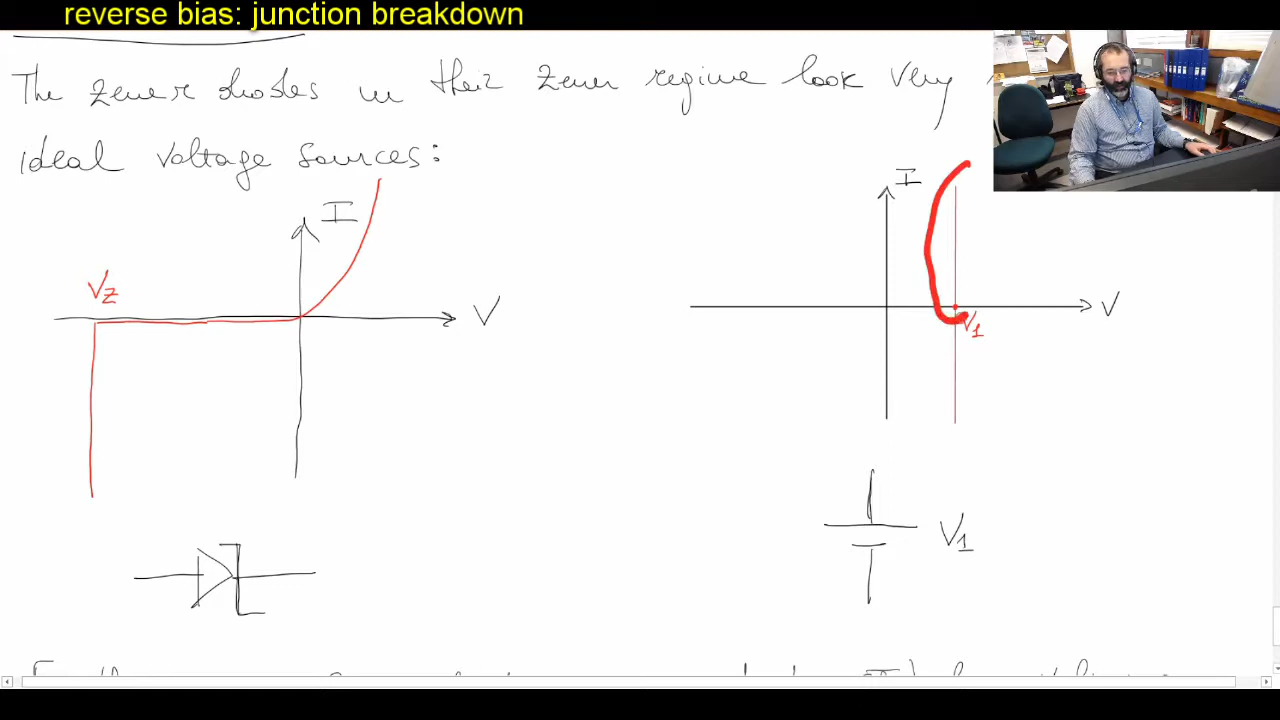 reverse bias: junction breakdown
The zener diodes in their zener regime look very
ideal voltage sources:
I
I
Vz
V
V
V1
V1